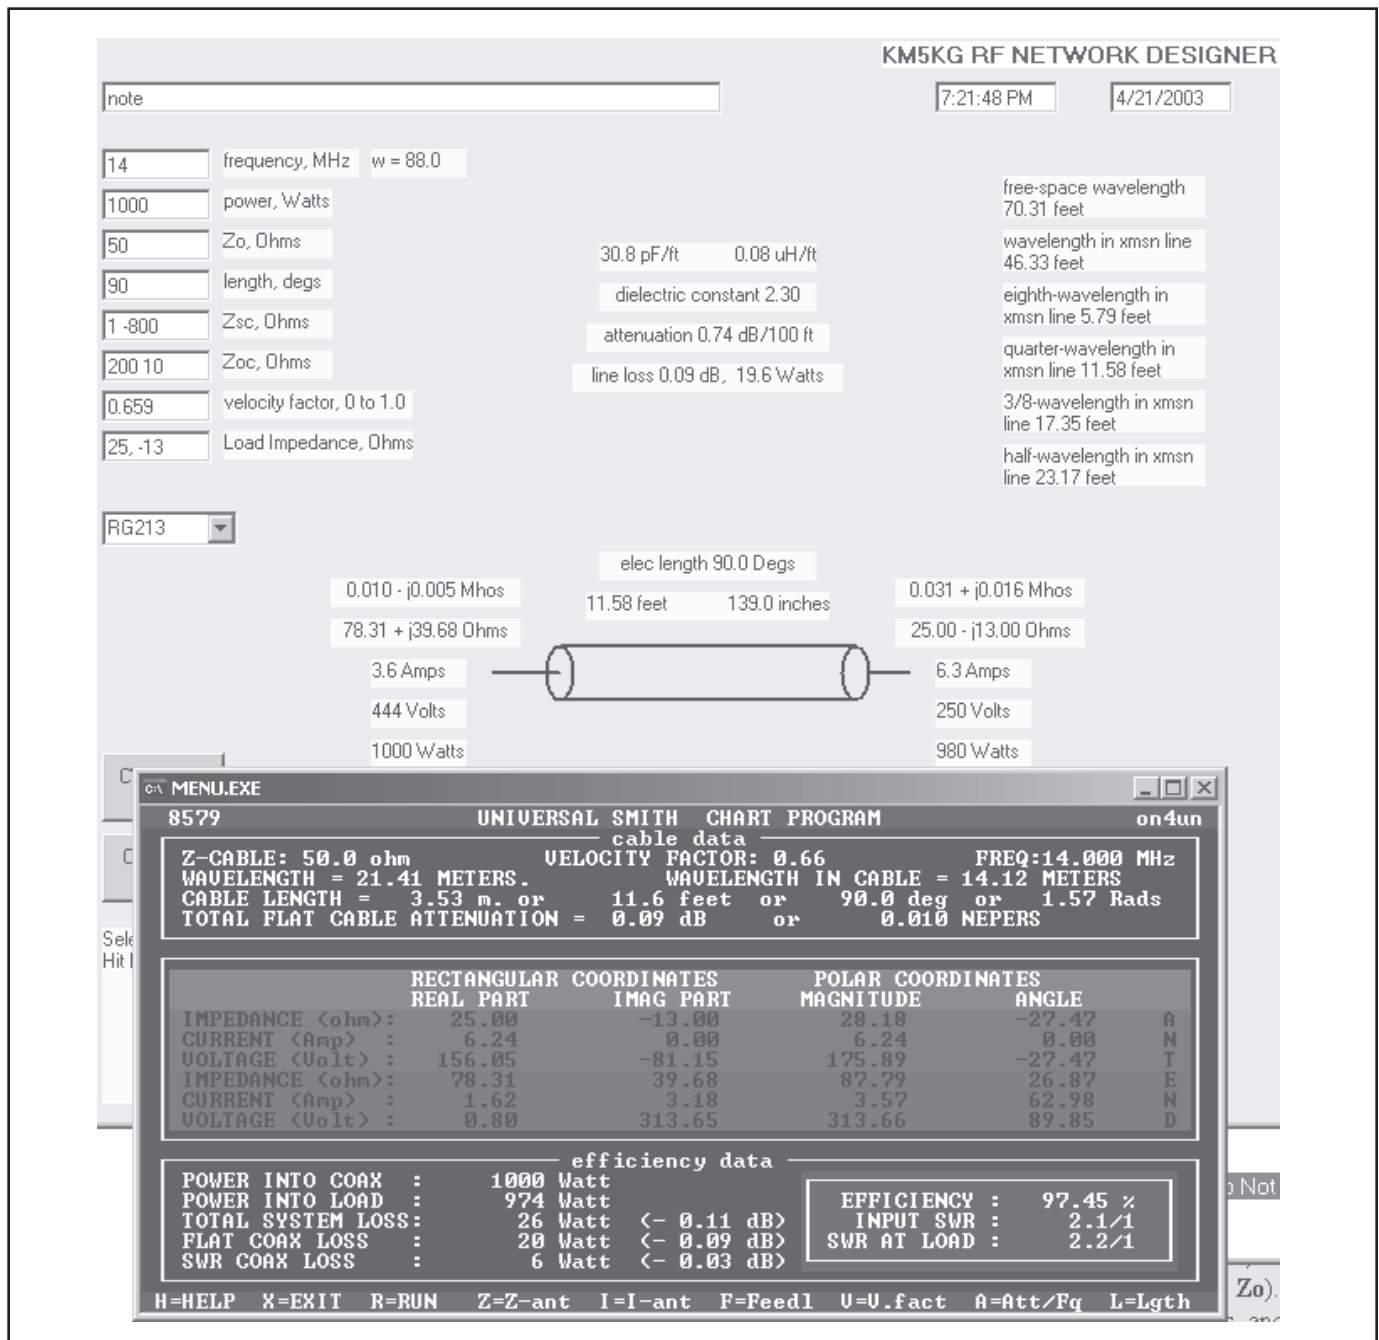 KM5KG RF NETWORK DESIGNER
note 7:21:48 PM 4/21/2003
14 frequency, MHz w = 88.0
1000 power, Watts
50 Zo, Ohms
90 length, degs
1 -800 Zsc, Ohms
200 10 Zoc, Ohms
0.659 velocity factor, 0 to 1.0
25, -13 Load Impedance, Ohms
30.8 pF/ft 0.08 uH/ft
dielectric constant 2.30
attenuation 0.74 dB/100 ft
line loss 0.09 dB, 19.6 Watts
free-space wavelength
70.31 feet
wavelength in xmsn line
46.33 feet
eighth-wavelength in
xmsn line 5.79 feet
quarter-wavelength in
xmsn line 11.58 feet
3/8-wavelength in xmsn
line 17.35 feet
half-wavelength in xmsn
line 23.17 feet
RG213
elec length 90.0 Degs
0.010 - j0.005 Mhos 11.58 feet 139.0 inches 0.031 + j0.016 Mhos
78.31 + j39.68 Ohms 25.00 - j13.00 Ohms
3.6 Amps 6.3 Amps
444 Volts 250 Volts
1000 Watts 980 Watts
C
C
Sele
Hit
MENU.EXE
8579 UNIVERSAL SMITH CHART PROGRAM on4un
cable data
Z-CABLE: 50.0 ohm VELOCITY FACTOR: 0.66 FREQ:14.000 MHz
WAVELENGTH = 21.41 METERS. WAVELENGTH IN CABLE = 14.12 METERS
CABLE LENGTH = 3.53 m. or 11.6 feet or 90.0 deg or 1.57 Rads
TOTAL FLAT CABLE ATTENUATION = 0.09 dB or 0.010 NEPERS
RECTANGULAR COORDINATES POLAR COORDINATES
REAL PART IMAG PART MAGNITUDE ANGLE
IMPEDANCE (ohm): 25.00 -13.00 28.18 -27.47 A
CURRENT (Amp) : 6.24 0.00 6.24 0.00 N
VOLTAGE (Volt) : 156.05 -81.15 175.89 -27.47 T
IMPEDANCE (ohm): 78.31 39.68 87.79 26.87 E
CURRENT (Amp) : 1.62 3.18 3.57 62.98 N
VOLTAGE (Volt) : 0.80 313.65 313.66 89.85 D
efficiency data
POWER INTO COAX : 1000 Watt
POWER INTO LOAD : 974 Watt
TOTAL SYSTEM LOSS: 26 Watt (- 0.11 dB)
FLAT COAX LOSS : 20 Watt (- 0.09 dB)
SWR COAX LOSS : 6 Watt (- 0.03 dB)
EFFICIENCY : 97.45 %
INPUT SWR : 2.1/1
SWR AT LOAD : 2.2/1
H=HELP X=EXIT R=RUN Z=Z-ant I=I-ant F=Feedl V=V.fact A=Att/Fq L=Lgth
o Not
Zo).